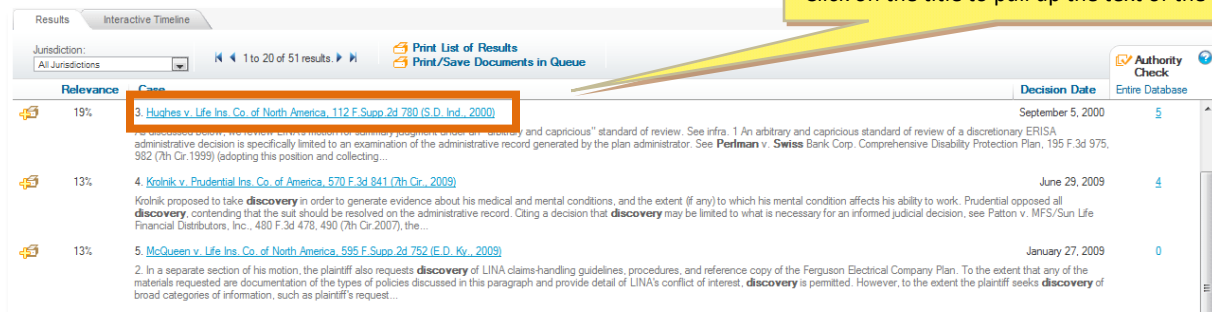 Click on the title to pull up the text of the
Results Interactive Timeline
Jurisdiction:
All Jurisdictions
1 to 20 of 51 results.
Print List of Results
Print/Save Documents in Queue
Authority Check
Relevance Case Decision Date Entire Database
19% 3. Hughes v. Life Ins. Co. of North America, 112 F.Supp.2d 780 (S.D. Ind., 2000) September 5, 2000 5
As discussed below, we review LINA's motion for summary judgment under an "arbitrary and capricious" standard of review. See infra. 1 An arbitrary and capricious standard of review of a discretionary ERISA
administrative decision is specifically limited to an examination of the administrative record generated by the plan administrator. See Perlman v. Swiss Bank Corp. Comprehensive Disability Protection Plan, 195 F.3d 975,
982 (7th Cir.1999) (adopting this position and collecting...
13% 4. Krolnik v. Prudential Ins. Co. of America, 570 F.3d 841 (7th Cir., 2009) June 29, 2009 4
Krolnik proposed to take discovery in order to generate evidence about his medical and mental conditions, and the extent (if any) to which his mental condition affects his ability to work. Prudential opposed all
discovery, contending that the suit should be resolved on the administrative record. Citing a decision that discovery may be limited to what is necessary for an informed judicial decision, see Patton v. MFS/Sun Life
Financial Distributors, Inc., 480 F.3d 478, 490 (7th Cir.2007), the...
13% 5. McQueen v. Life Ins. Co. of North America, 595 F.Supp.2d 752 (E.D. Ky., 2009) January 27, 2009 0
2. In a separate section of his motion, the plaintiff also requests discovery of LINA claims-handling guidelines, procedures, and reference copy of the Ferguson Electrical Company Plan. To the extent that any of the
materials requested are documentation of the types of policies discussed in this paragraph and provide detail of LINA's conflict of interest, discovery is permitted. However, to the extent the plaintiff seeks discovery of
broad categories of information, such as plaintiff's request...